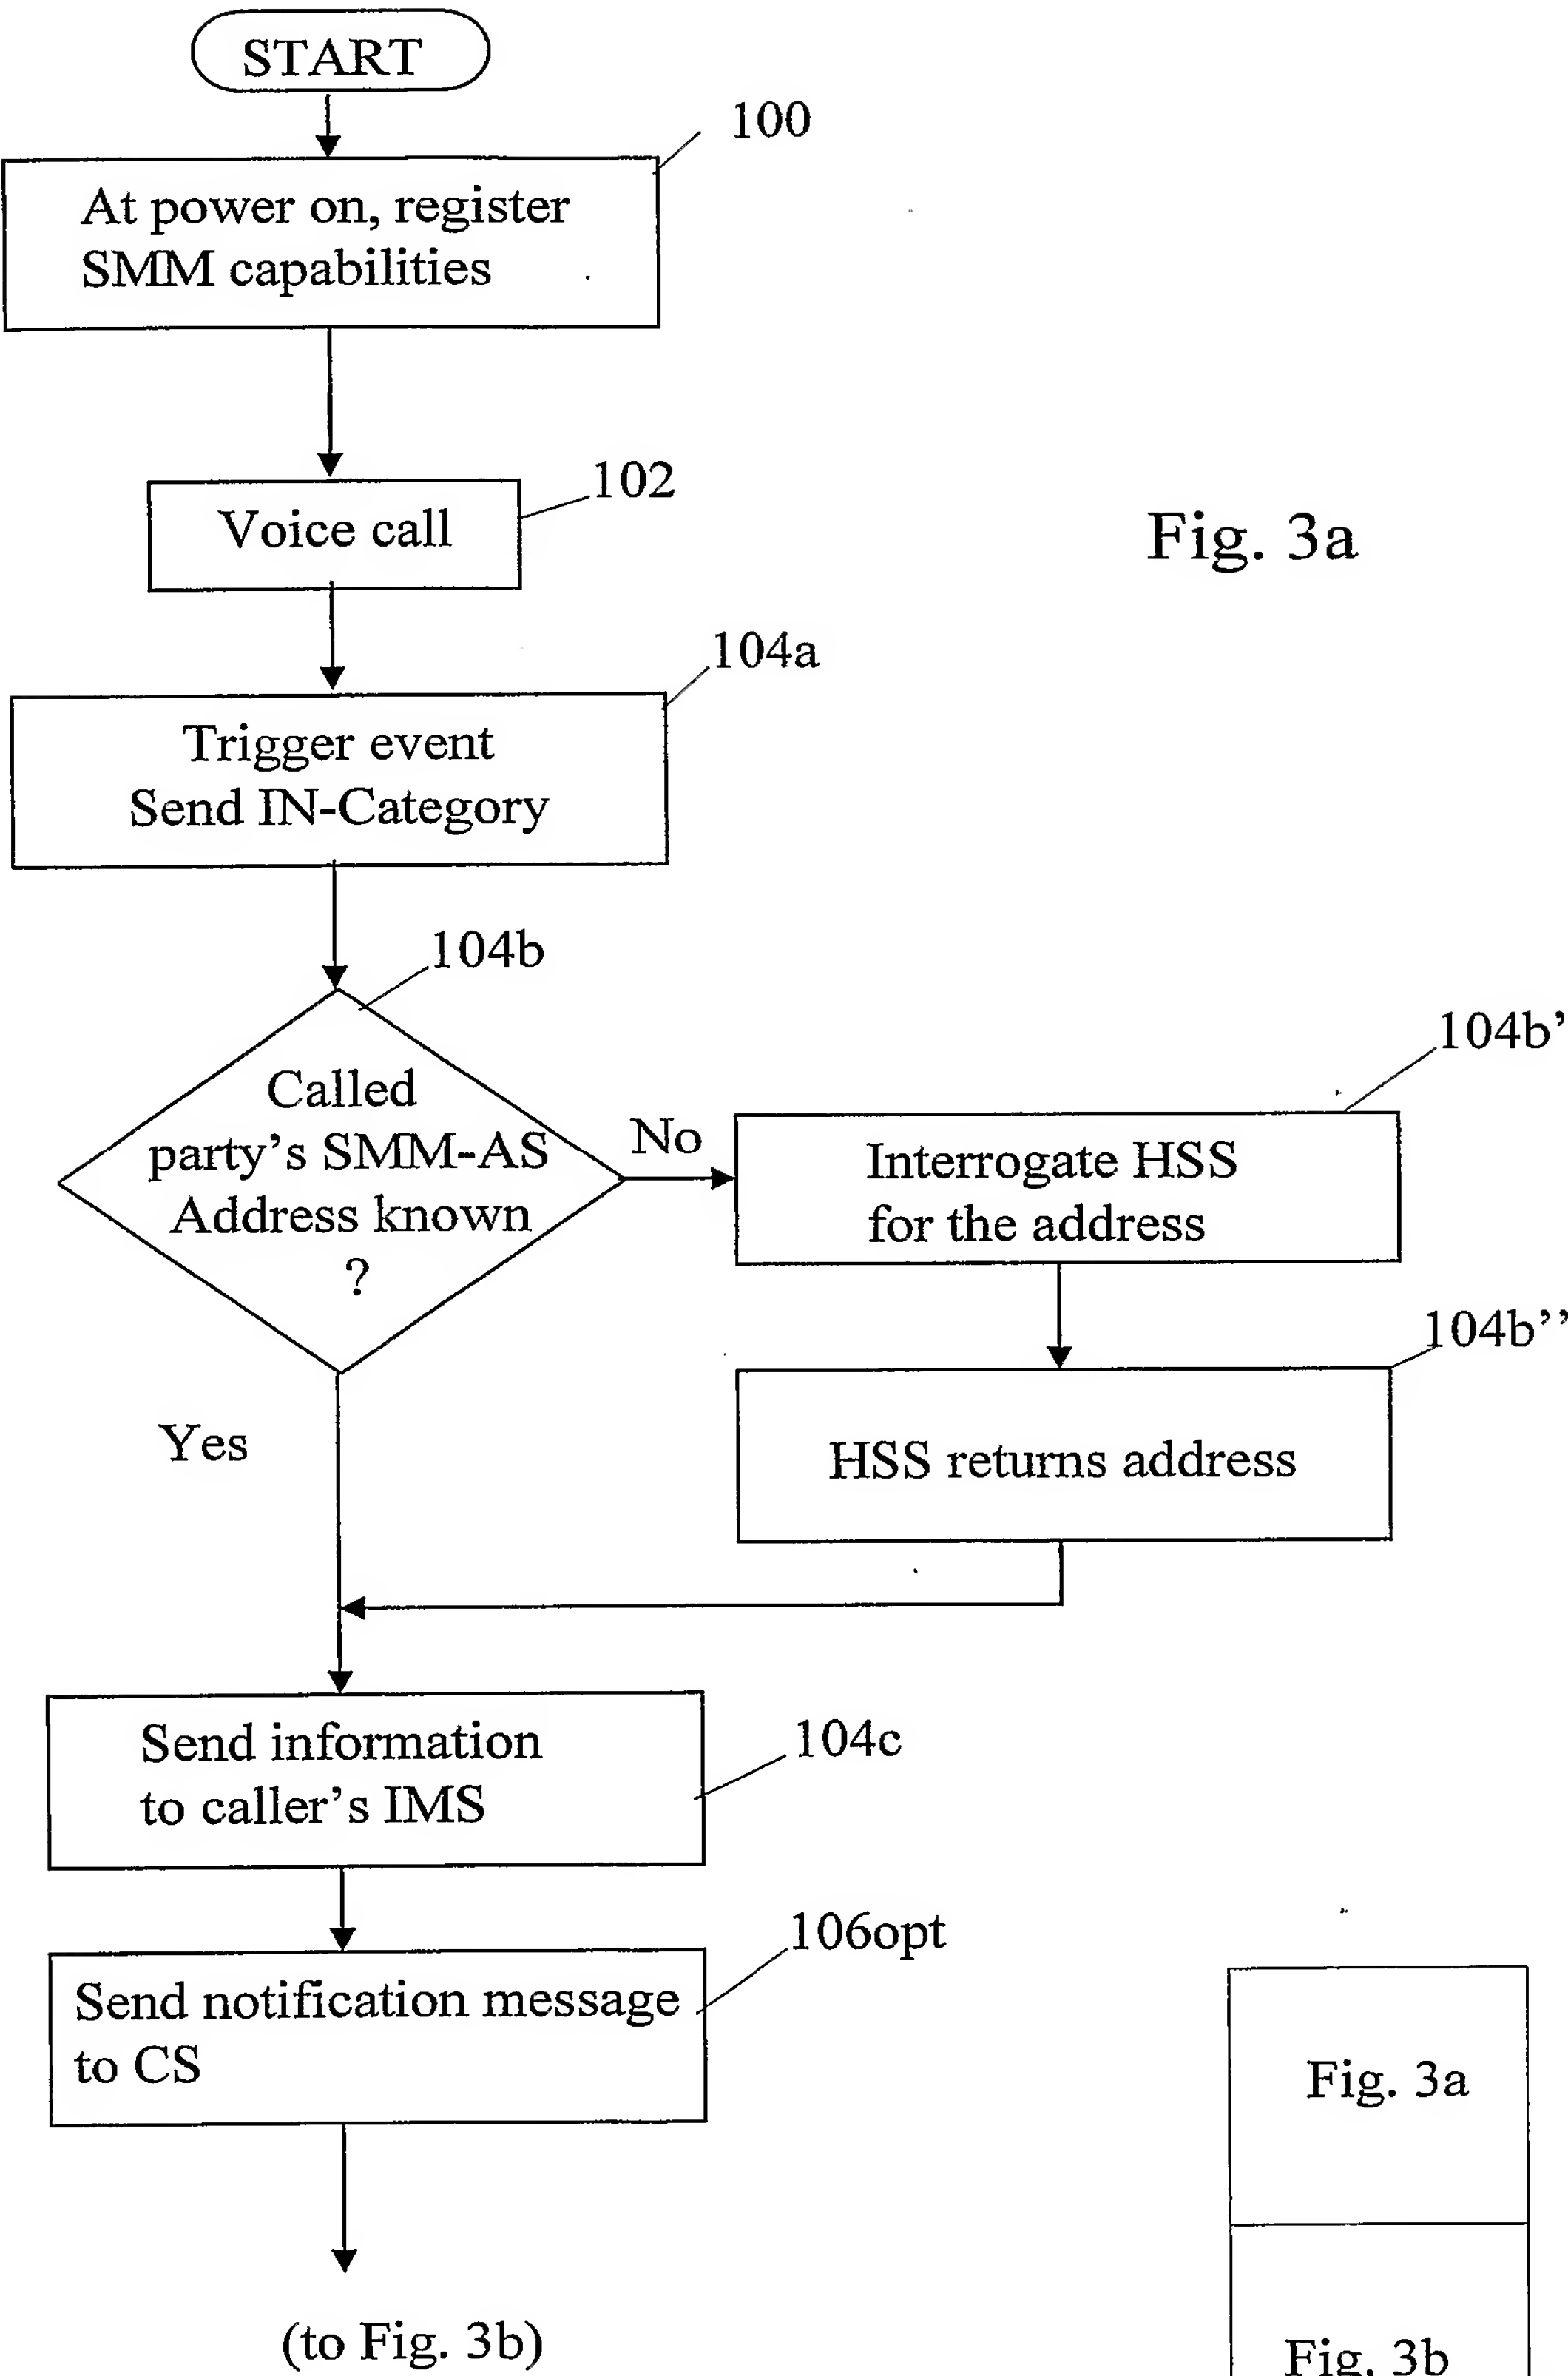 START
100
At power on, register
SMM capabilities
102
Voice call
Fig. 3a
104a
Trigger event
Send IN-Category
104b
104b'
Called
party's SMM-AS
Address known
?
No
Interrogate HSS
for the address
104b''
Yes
HSS returns address
Send information
to caller's IMS
104c
106opt
Send notification message
to CS
Fig. 3a
(to Fig. 3b)
Fig. 3b